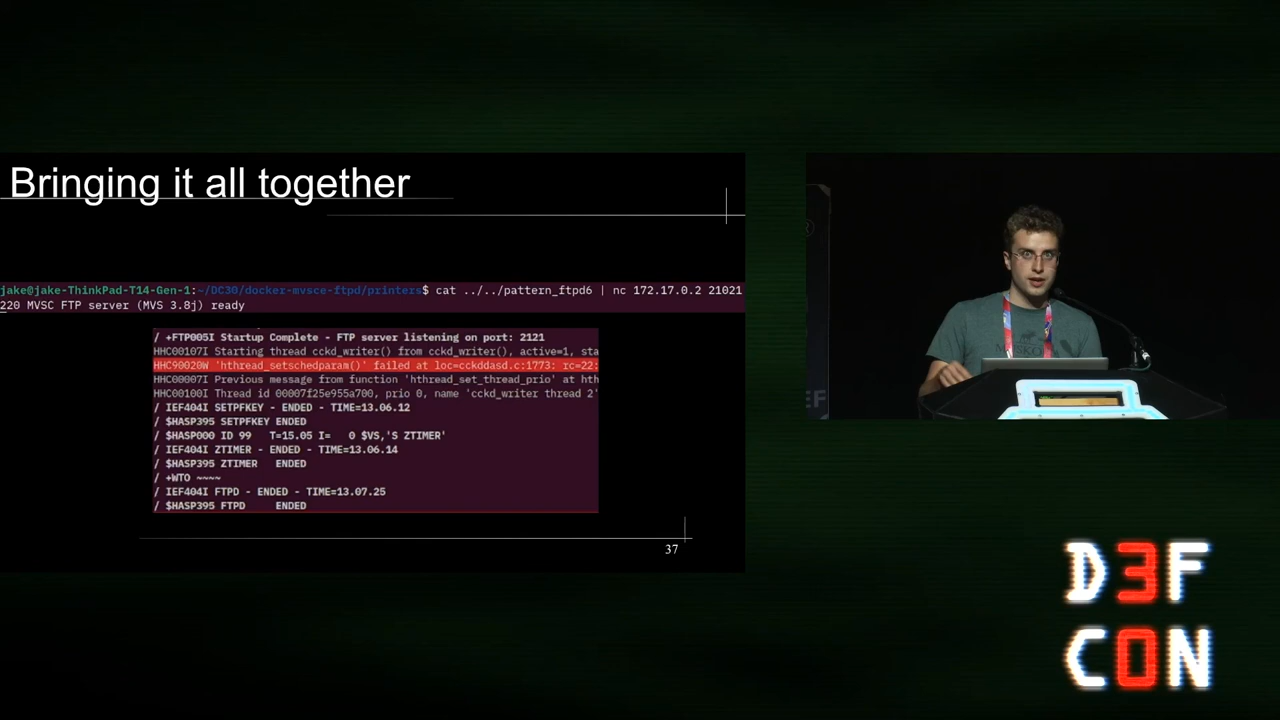 Bringing it all together
jake@jake-ThinkPad-T14-Gen-1:~/DC30/docker-mvsce-ftpd/printers$ cat ../../pattern_ftpd6 | nc 172.17.0.2 21021
220 MVSC FTP server (MVS 3.8j) ready
/ +FTP005I Startup Complete - FTP server listening on port: 2121
HHC00107I Starting thread cckd_writer() from cckd_writer(), active=1, sta
HHC90020W 'hthread_setschedparam()' failed at loc=cckddasd.c:1773: rc=22:
HHC00007I Previous message from function 'hthread_set_thread_prio' at hth
HHC00100I Thread id 00007f25e955a700, prio 0, name 'cckd_writer thread 2'
/ IEF404I SETPFKEY - ENDED - TIME=13.06.12
/ $HASP395 SETPFKEY ENDED
/ $HASP000 ID 99   T=15.05 I=   0 $VS,'S ZTIMER'
/ IEF404I ZTIMER - ENDED - TIME=13.06.14
/ $HASP395 ZTIMER   ENDED
/ +WTO ~~~~
/ IEF404I FTPD - ENDED - TIME=13.07.25
/ $HASP395 FTPD     ENDED
37
D3F
C0N